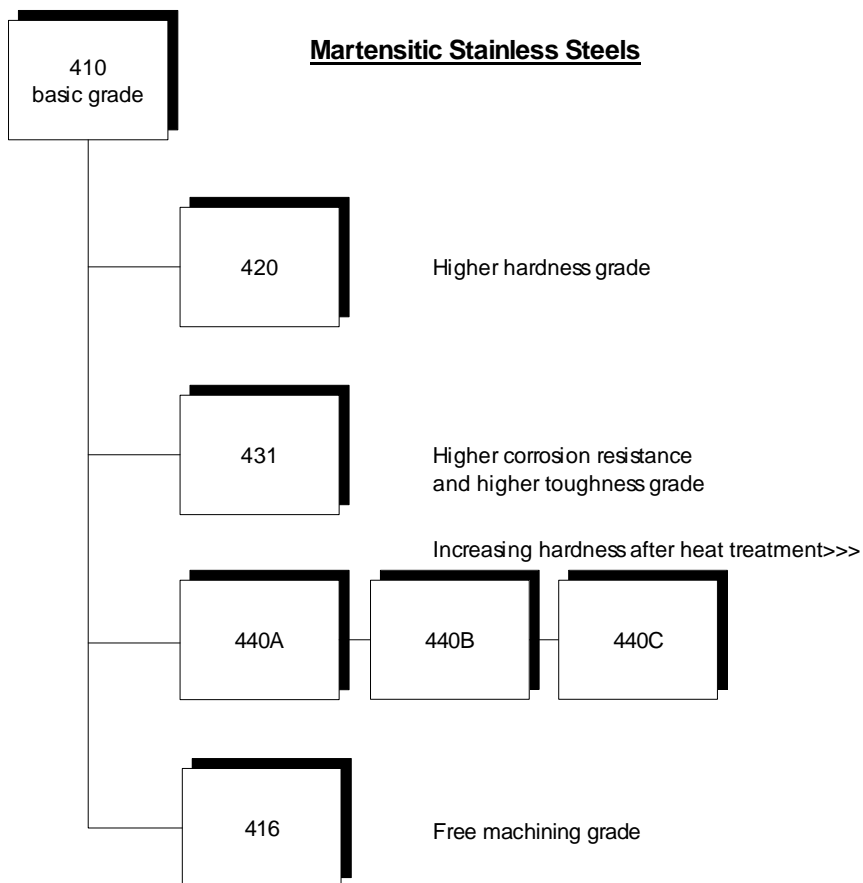 Martensitic Stainless Steels
410
basic grade
420
Higher hardness grade
431
Higher corrosion resistance
and higher toughness grade
Increasing hardness after heat treatment>>>
440A
440B
440C
416
Free machining grade